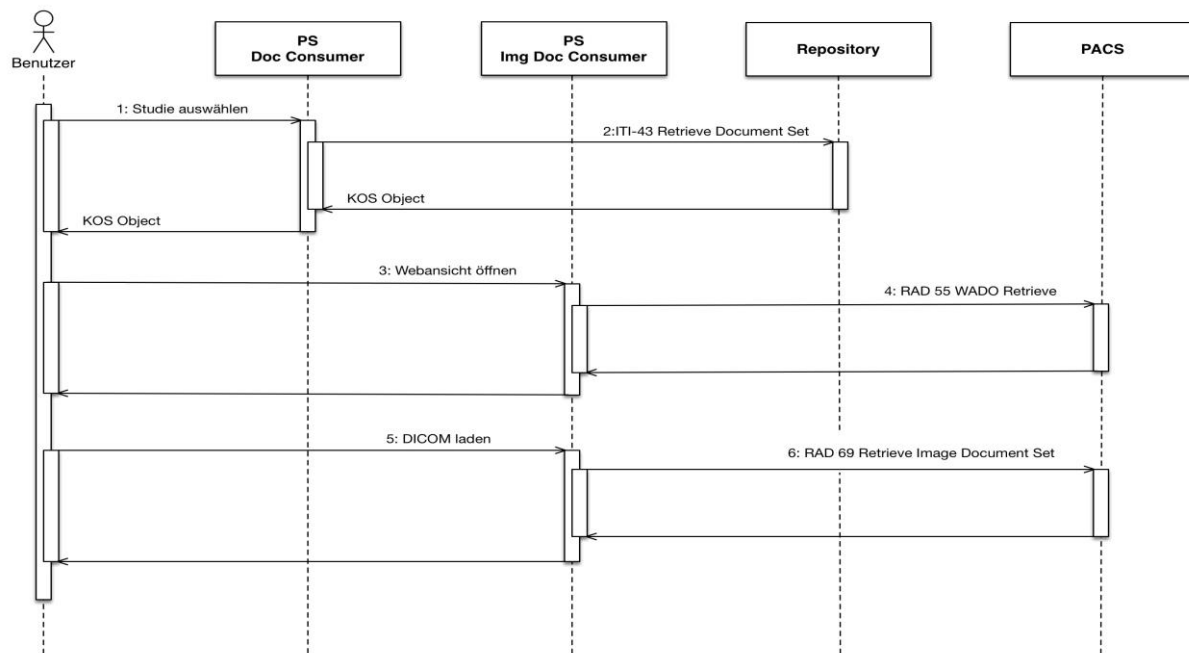 Benutzer
PS
Doc Consumer
PS
Img Doc Consumer
Repository
PACS
1: Studie auswählen
2:ITI-43 Retrieve Document Set
KOS Object
KOS Object
3: Webansicht öffnen
4: RAD 55 WADO Retrieve
5: DICOM laden
6: RAD 69 Retrieve Image Document Set